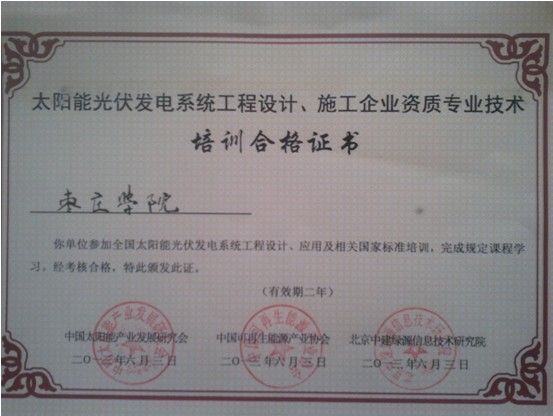 太阳能光伏发电系统工程设计、施工企业资质专业技术
培训合格证书
枣庄学院
你单位参加全国太阳能光伏发电系统工程设计、应用及相关国家标准培训，完成规定课程学
习。经考核合格，特此颁发此证。
（有效期二年）
中国太阳能产业发展研究会 中国可再生能源产业协会 北京中建绿源信息技术研究院
二〇一三年六月三日 二〇一三年六月三日 二〇一三年六月三日